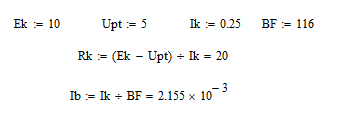 Ek := 10 Upt := 5 Ik := 0.25 BF := 116
Rk := (Ek − Upt) ÷ Ik = 20
Ib := Ik ÷ BF = 2.155 × 10⁻³